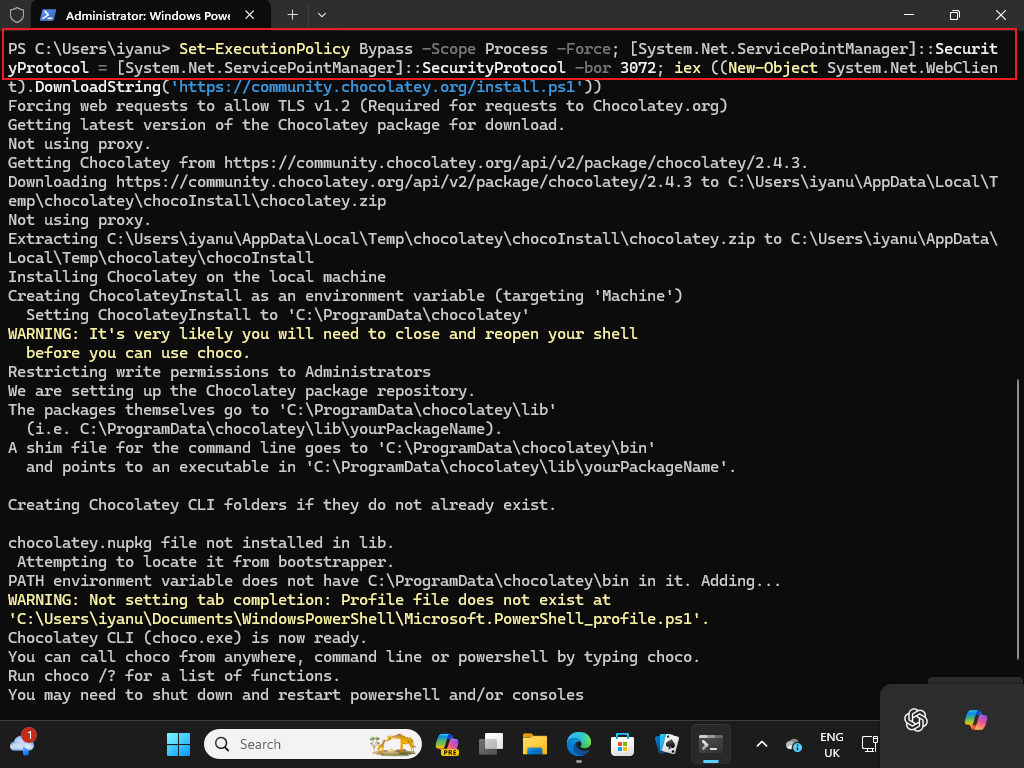 Administrator: Windows Powe
PS C:\Users\iyanu> Set-ExecutionPolicy Bypass -Scope Process -Force; [System.Net.ServicePointManager]::Securit
yProtocol = [System.Net.ServicePointManager]::SecurityProtocol -bor 3072; iex ((New-Object System.Net.WebClien
t).DownloadString('https://community.chocolatey.org/install.ps1'))
Forcing web requests to allow TLS v1.2 (Required for requests to Chocolatey.org)
Getting latest version of the Chocolatey package for download.
Not using proxy.
Getting Chocolatey from https://community.chocolatey.org/api/v2/package/chocolatey/2.4.3.
Downloading https://community.chocolatey.org/api/v2/package/chocolatey/2.4.3 to C:\Users\iyanu\AppData\Local\T
emp\chocolatey\chocoInstall\chocolatey.zip
Not using proxy.
Extracting C:\Users\iyanu\AppData\Local\Temp\chocolatey\chocoInstall\chocolatey.zip to C:\Users\iyanu\AppData\
Local\Temp\chocolatey\chocoInstall
Installing Chocolatey on the local machine
Creating ChocolateyInstall as an environment variable (targeting 'Machine')
  Setting ChocolateyInstall to 'C:\ProgramData\chocolatey'
WARNING: It's very likely you will need to close and reopen your shell
  before you can use choco.
Restricting write permissions to Administrators
We are setting up the Chocolatey package repository.
The packages themselves go to 'C:\ProgramData\chocolatey\lib'
  (i.e. C:\ProgramData\chocolatey\lib\yourPackageName).
A shim file for the command line goes to 'C:\ProgramData\chocolatey\bin'
  and points to an executable in 'C:\ProgramData\chocolatey\lib\yourPackageName'.
Creating Chocolatey CLI folders if they do not already exist.
chocolatey.nupkg file not installed in lib.
 Attempting to locate it from bootstrapper.
PATH environment variable does not have C:\ProgramData\chocolatey\bin in it. Adding...
WARNING: Not setting tab completion: Profile file does not exist at
'C:\Users\iyanu\Documents\WindowsPowerShell\Microsoft.PowerShell_profile.ps1'.
Chocolatey CLI (choco.exe) is now ready.
You can call choco from anywhere, command line or powershell by typing choco.
Run choco /? for a list of functions.
You may need to shut down and restart powershell and/or consoles
1
Search
PRE
ENG
UK